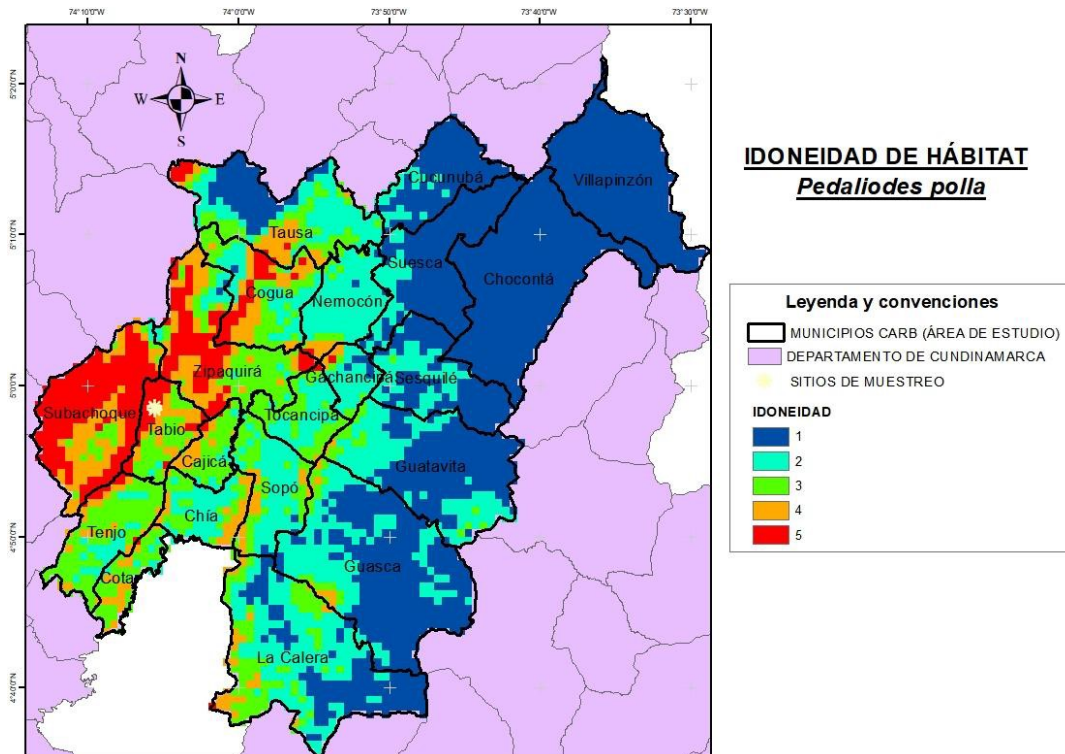 74°10'0"W 74°0'0"W 73°50'0"W 73°40'0"W 73°30'0"W
5°20'0"N
5°10'0"N
5°0'0"N
4°50'0"N
4°40'0"N
N
W E
S
Cucunubá
Villapinzón
Tausa
Suesca
Chocontá
Cogua
Nemocón
Zipaquirá
Gachancipá
Sesquilé
Subachoque
Tocancipa
Tabio
Cajicá
Guatavita
Sopó
Chía
Tenjo
Guasca
Cota
La Calera
IDONEIDAD DE HÁBITAT
Pedaliodes polla
Leyenda y convenciones
MUNICIPIOS CARB (ÁREA DE ESTUDIO)
DEPARTAMENTO DE CUNDINAMARCA
SITIOS DE MUESTREO
IDONEIDAD
1
2
3
4
5